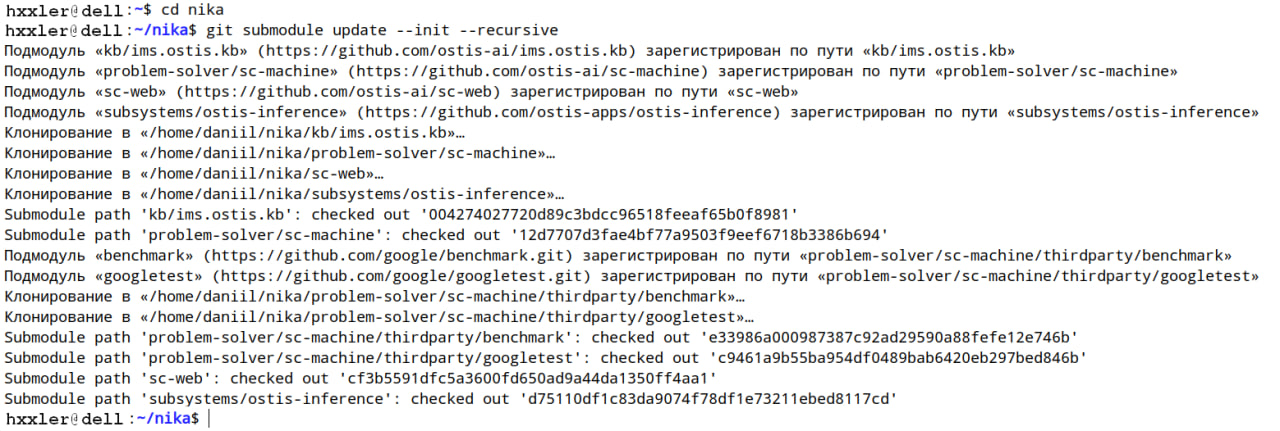 hxxler@dell:~$ cd nika
hxxler@dell:~/nika$ git submodule update --init --recursive
Подмодуль «kb/ims.ostis.kb» (https://github.com/ostis-ai/ims.ostis.kb) зарегистрирован по пути «kb/ims.ostis.kb»
Подмодуль «problem-solver/sc-machine» (https://github.com/ostis-ai/sc-machine) зарегистрирован по пути «problem-solver/sc-machine»
Подмодуль «sc-web» (https://github.com/ostis-ai/sc-web) зарегистрирован по пути «sc-web»
Подмодуль «subsystems/ostis-inference» (https://github.com/ostis-apps/ostis-inference) зарегистрирован по пути «subsystems/ostis-inference»
Клонирование в «/home/daniil/nika/kb/ims.ostis.kb»…
Клонирование в «/home/daniil/nika/problem-solver/sc-machine»…
Клонирование в «/home/daniil/nika/sc-web»…
Клонирование в «/home/daniil/nika/subsystems/ostis-inference»…
Submodule path 'kb/ims.ostis.kb': checked out '004274027720d89c3bdcc96518feeaf65b0f8981'
Submodule path 'problem-solver/sc-machine': checked out '12d7707d3fae4bf77a9503f9eef6718b3386b694'
Подмодуль «benchmark» (https://github.com/google/benchmark.git) зарегистрирован по пути «problem-solver/sc-machine/thirdparty/benchmark»
Подмодуль «googletest» (https://github.com/google/googletest.git) зарегистрирован по пути «problem-solver/sc-machine/thirdparty/googletest»
Клонирование в «/home/daniil/nika/problem-solver/sc-machine/thirdparty/benchmark»…
Клонирование в «/home/daniil/nika/problem-solver/sc-machine/thirdparty/googletest»…
Submodule path 'problem-solver/sc-machine/thirdparty/benchmark': checked out 'e33986a000987387c92ad29590a88fefe12e746b'
Submodule path 'problem-solver/sc-machine/thirdparty/googletest': checked out 'c9461a9b55ba954df0489bab6420eb297bed846b'
Submodule path 'sc-web': checked out 'cf3b5591dfc5a3600fd650ad9a44da1350ff4aa1'
Submodule path 'subsystems/ostis-inference': checked out 'd75110df1c83da9074f78df1e73211ebed8117cd'
hxxler@dell:~/nika$